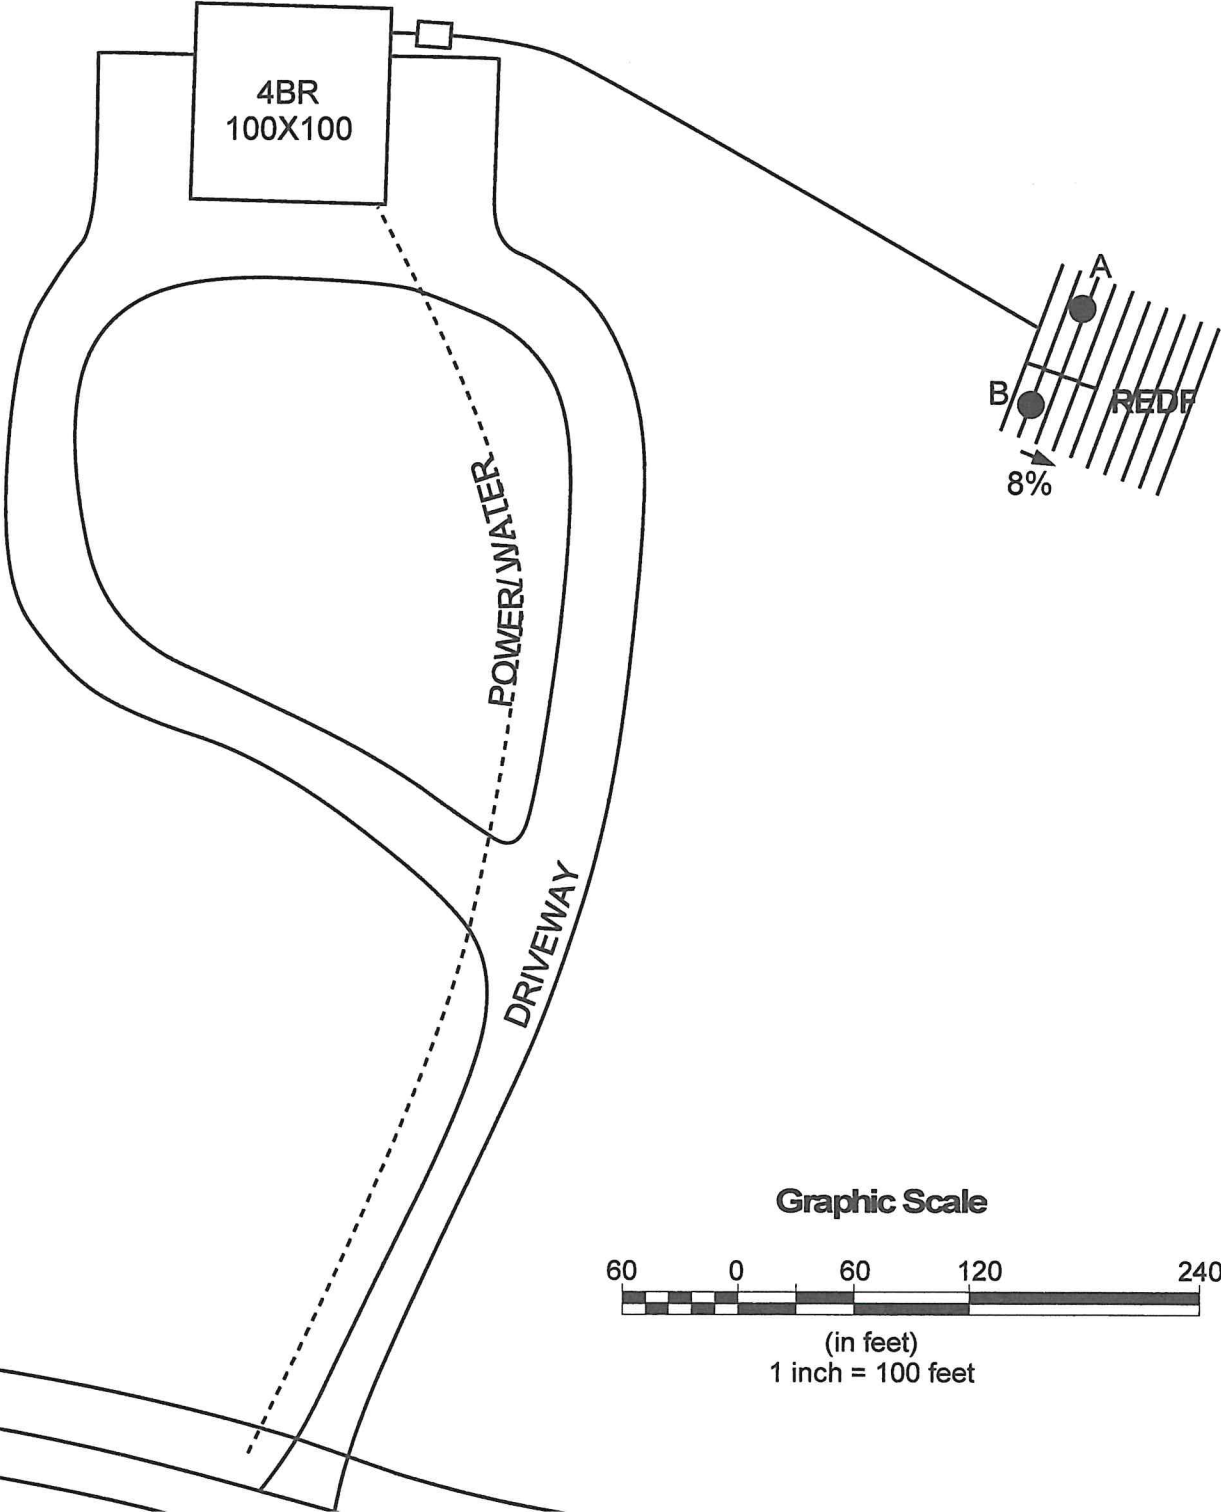 4BR
100X100
A
B
REDF
8%
POWER/WATER
DRIVEWAY
Graphic Scale
60 0 60 120 240
(in feet)
1 inch = 100 feet